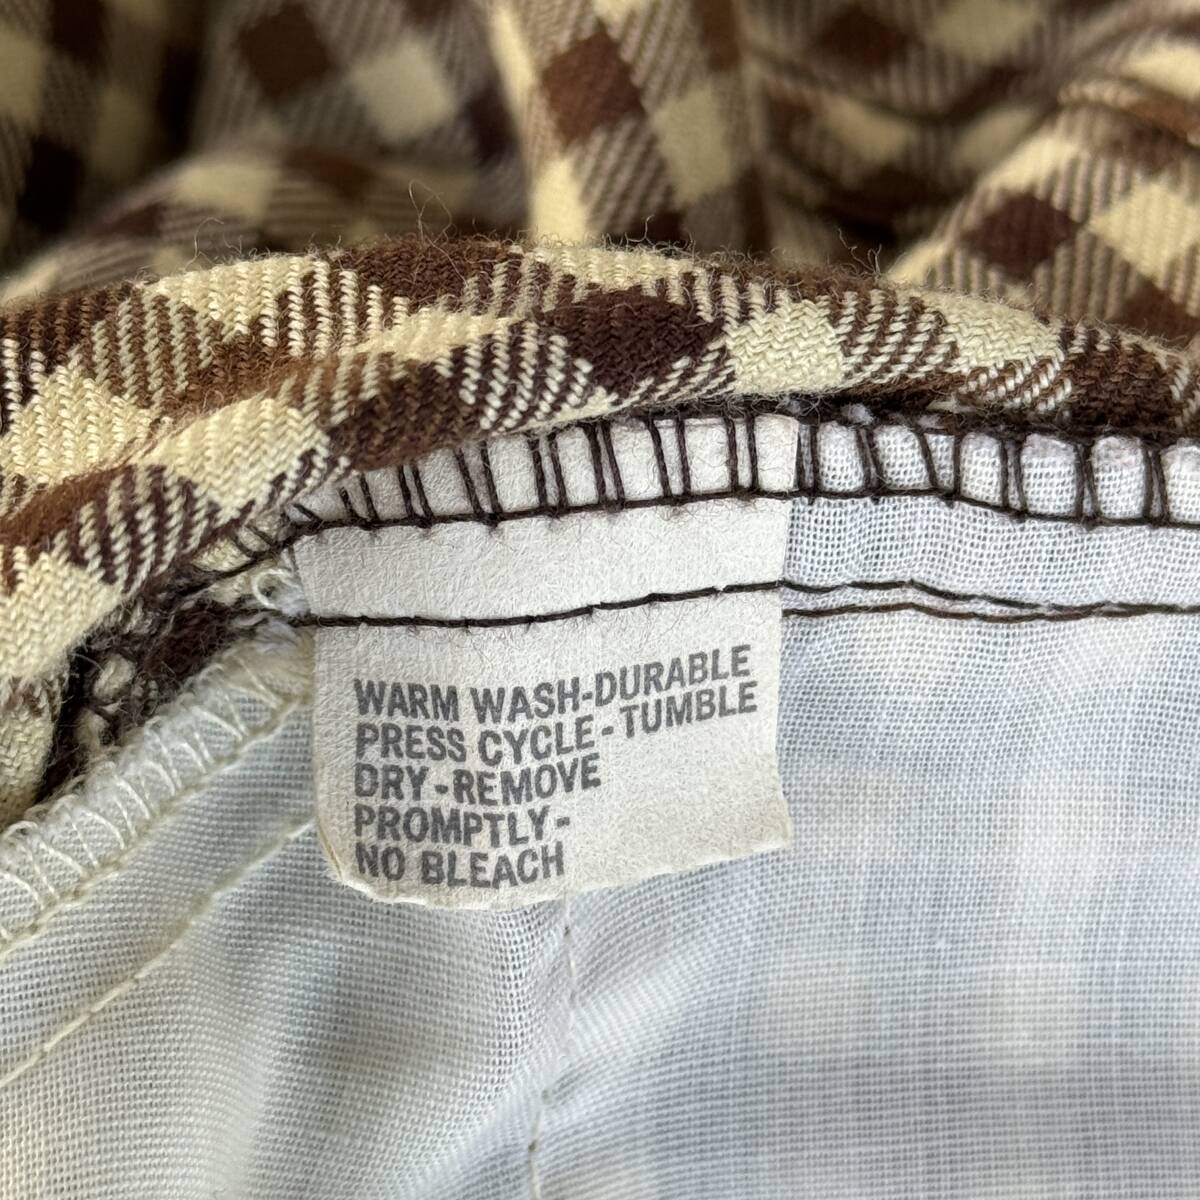 WARM WASH-DURABLE
PRESS CYCLE-TUMBLE
DRY-REMOVE
PROMPTLY-
NO BLEACH